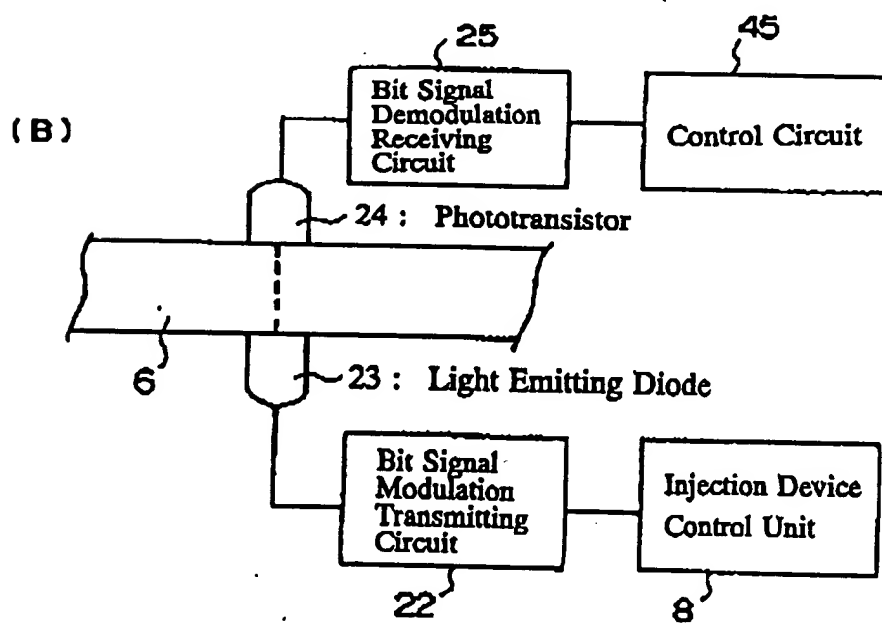 25
45
(B)
Bit Signal
Demodulation
Receiving
Circuit
Control Circuit
24 : Phototransistor
6
23 : Light Emitting Diode
Bit Signal
Modulation
Transmitting
Circuit
Injection Device
Control Unit
22
8